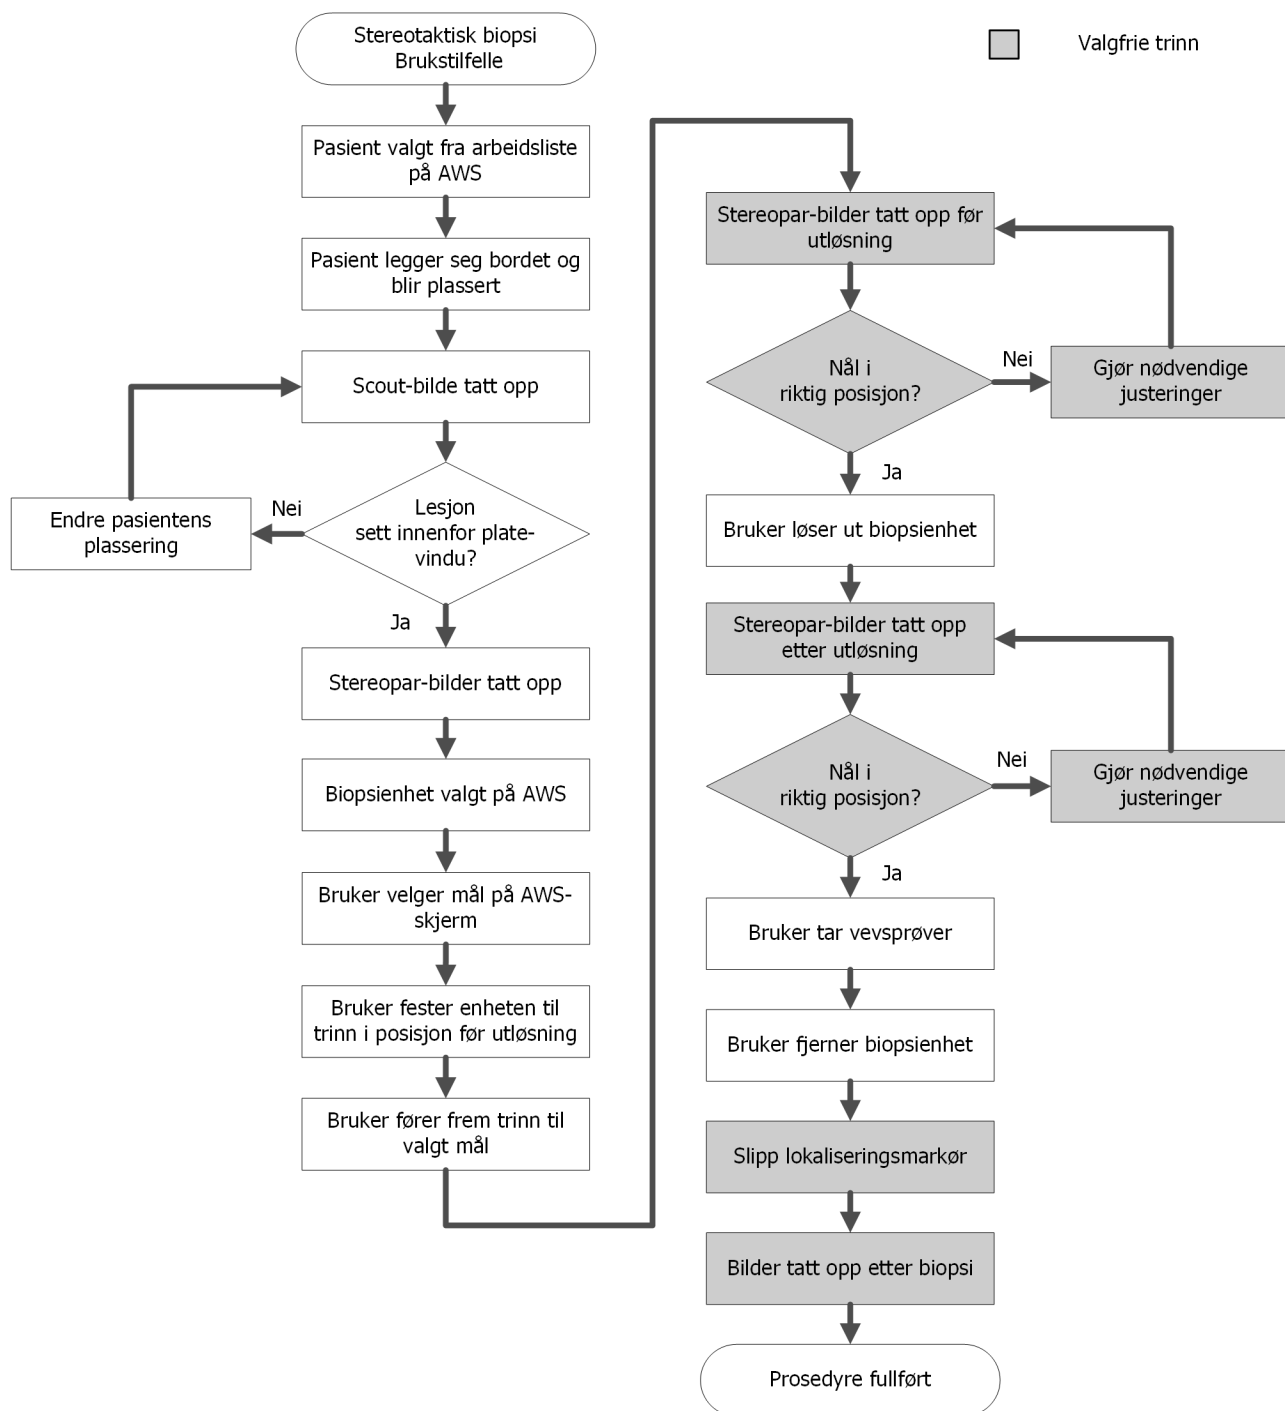 Stereotaktisk biopsi
Brukstilfelle
Pasient valgt fra arbeidsliste
på AWS
Pasient legger seg bordet og
blir plassert
Scout-bilde tatt opp
Lesjon
sett innenfor plate-
vindu?
Nei
Endre pasientens
plassering
Ja
Stereopar-bilder tatt opp
Biopsienhet valgt på AWS
Bruker velger mål på AWS-
skjerm
Bruker fester enheten til
trinn i posisjon før utløsning
Bruker fører frem trinn til
valgt mål
Valgfrie trinn
Stereopar-bilder tatt opp før
utløsning
Nål i
riktig posisjon?
Nei
Gjør nødvendige
justeringer
Ja
Bruker løser ut biopsienhet
Stereopar-bilder tatt opp
etter utløsning
Nål i
riktig posisjon?
Nei
Gjør nødvendige
justeringer
Ja
Bruker tar vevsprøver
Bruker fjerner biopsienhet
Slipp lokaliseringsmarkør
Bilder tatt opp etter biopsi
Prosedyre fullført